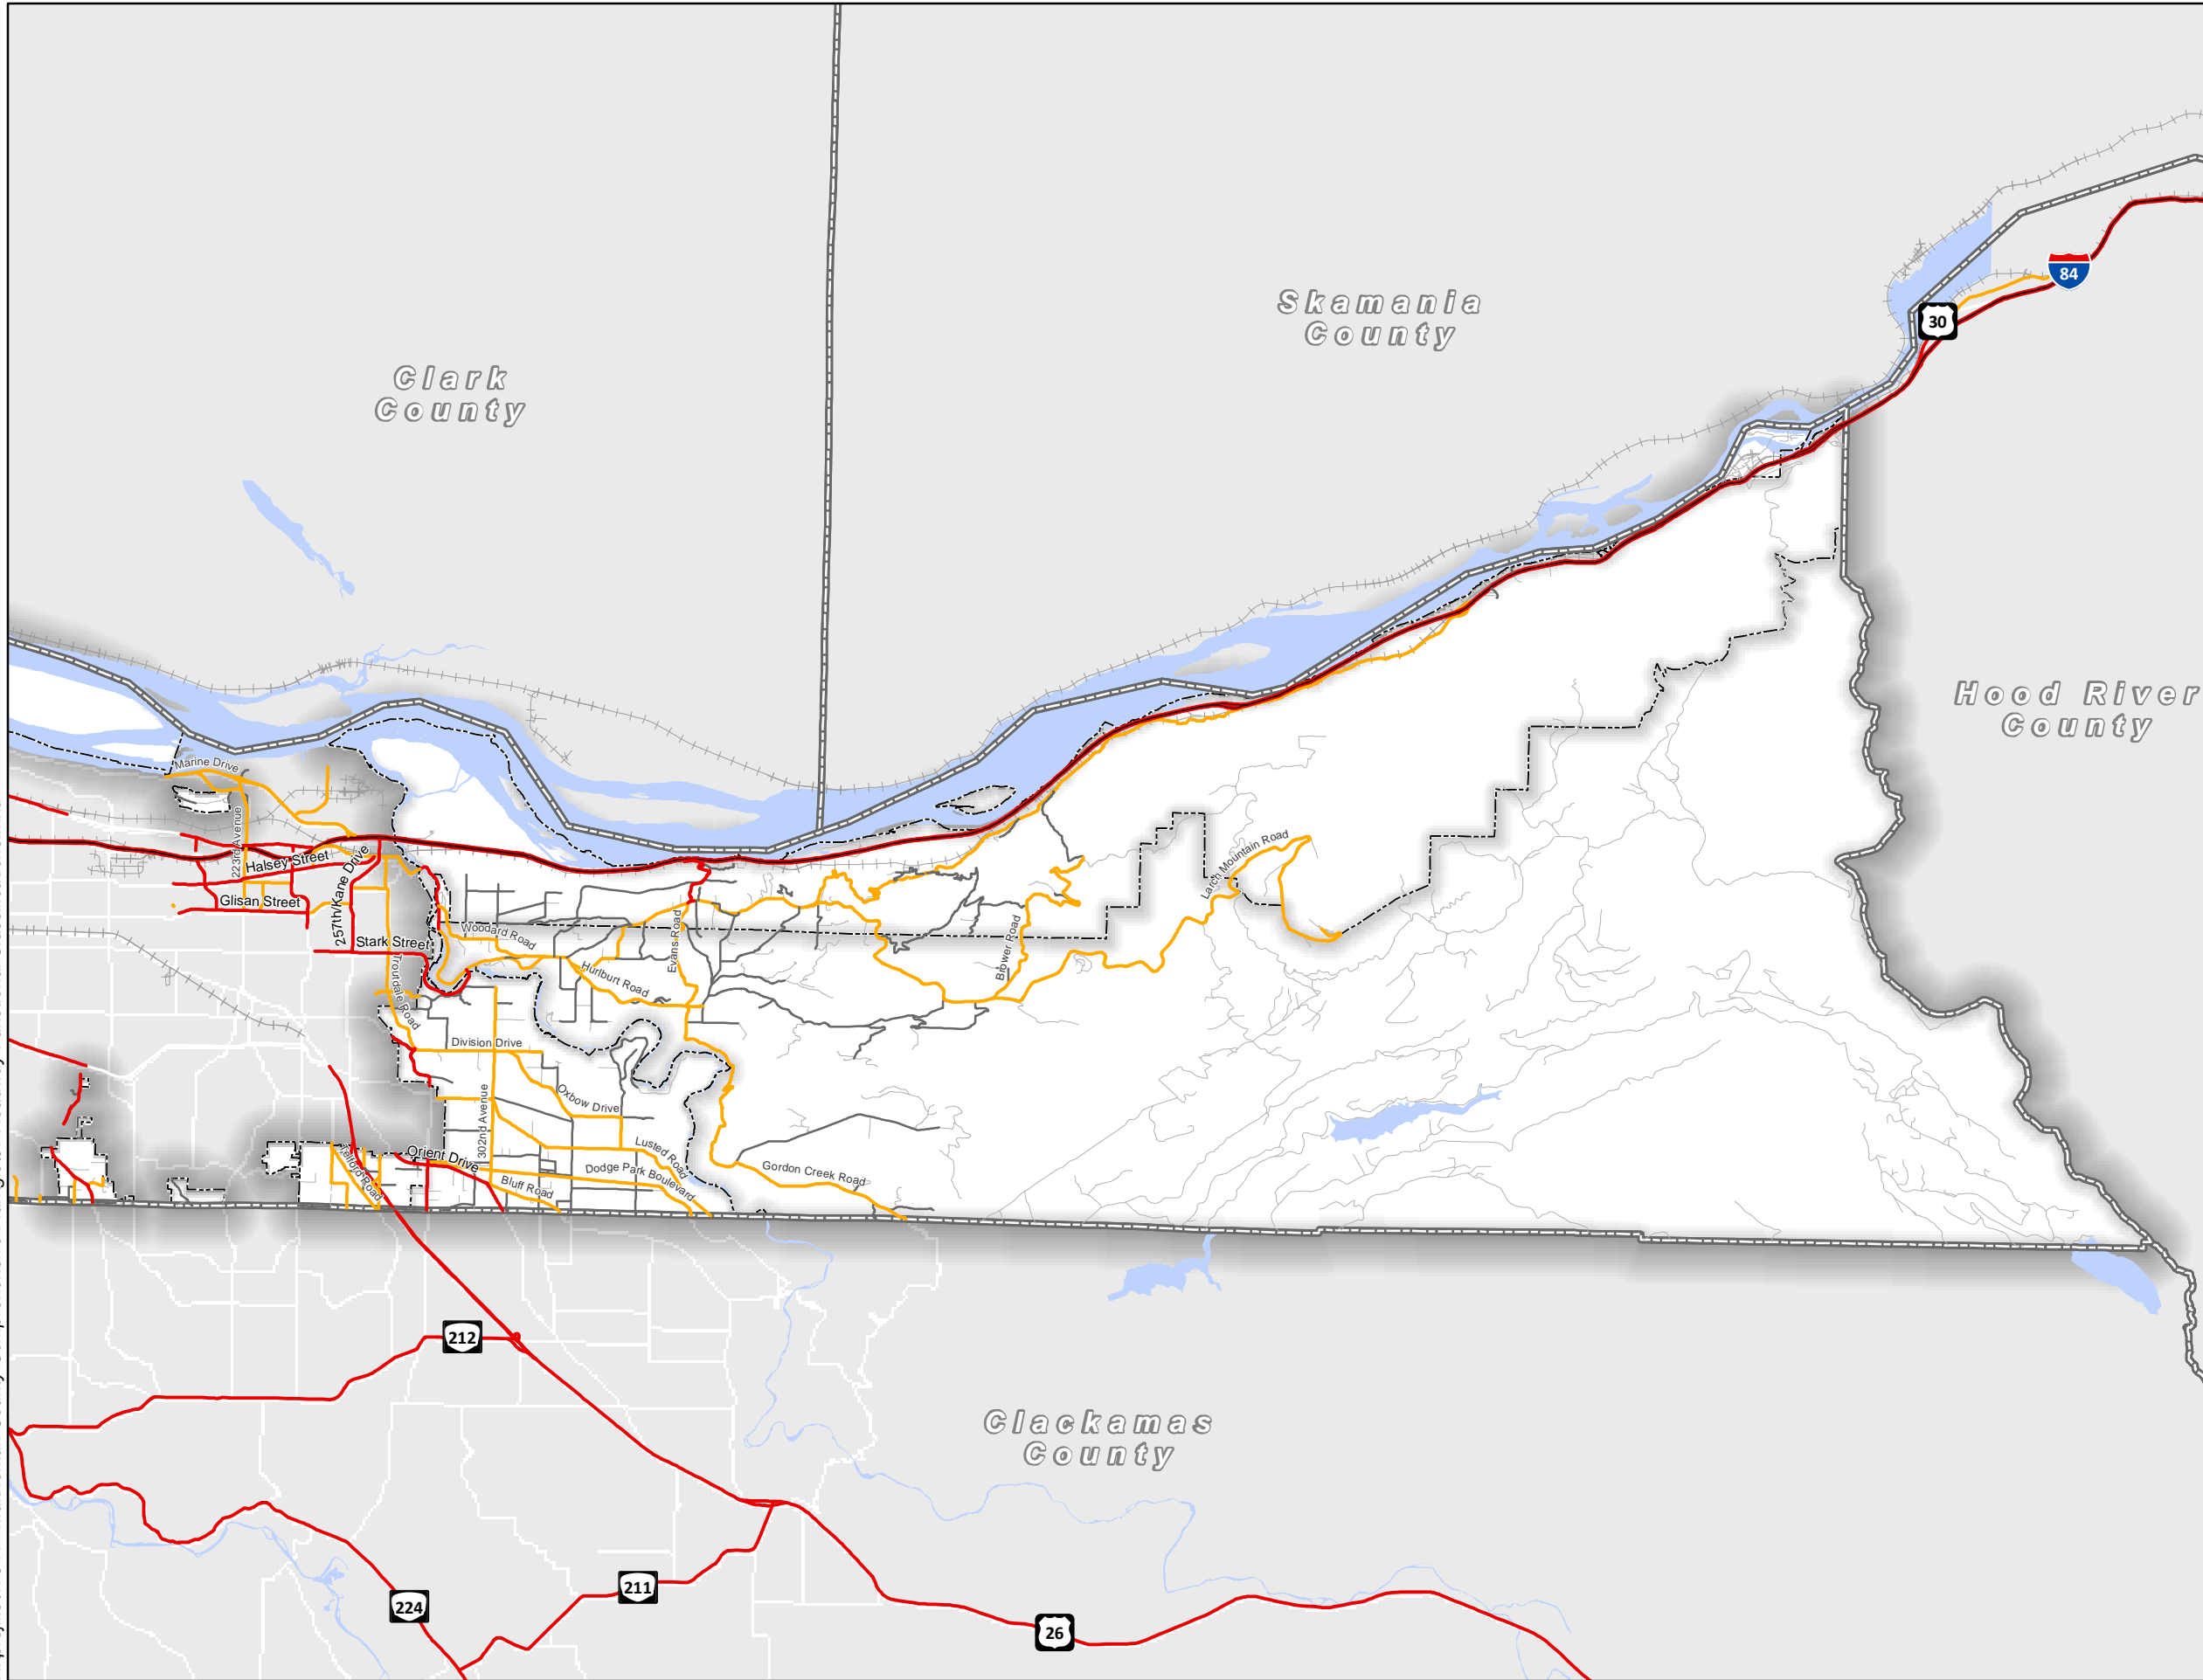 84
Skamania
County
30
Clark
County
Hood River
County
Marine Drive
223rd Avenue
Halsey Street
257th/Kane Drive
Larch Mountain Road
Glisan Street
Stark Street
Woodard Road
Evans Road
Brower Road
Hurlburt Road
Troutdale Road
Division Drive
Oxbow Drive
302nd Avenue
Orient Drive
Lusted Road
Telford Road
Dodge Park Boulevard
Gordon Creek Road
Bluff Road
212
Clackamas
County
211
224
26